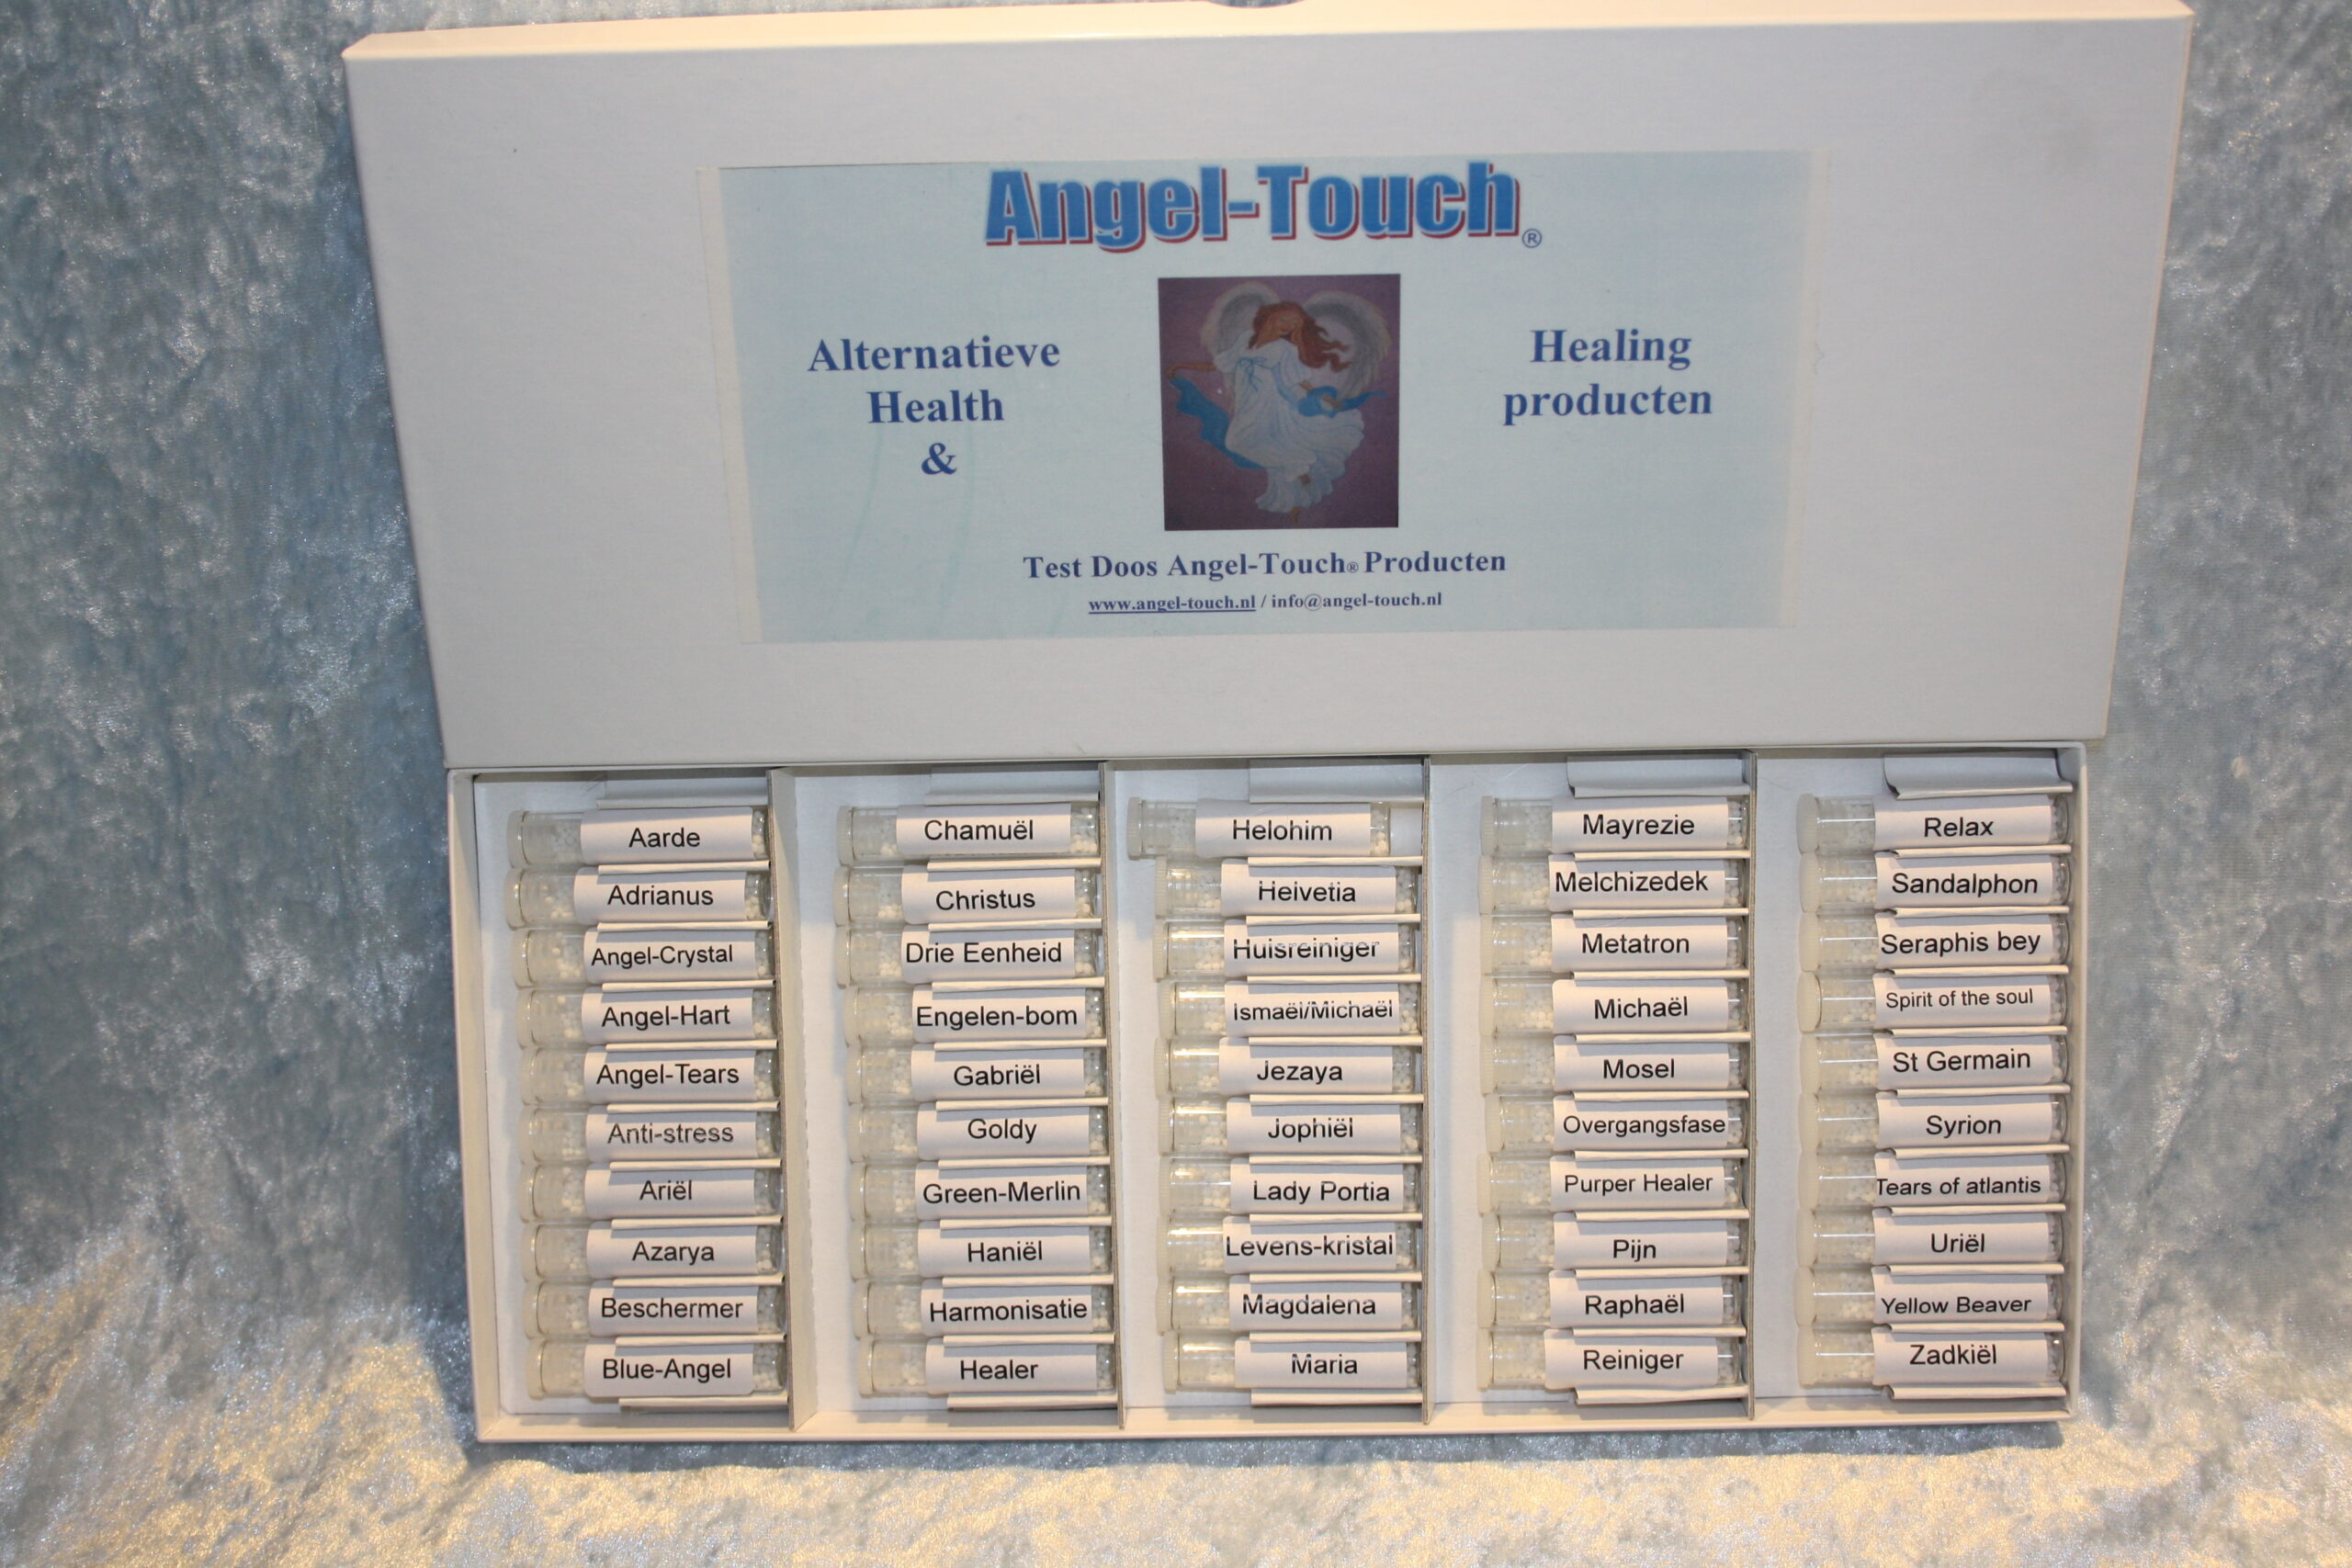 Angel-Touch®
Alternatieve
Health
&
Healing
producten
Test Doos Angel-Touch® Producten
www.angel-touch.nl / info@angel-touch.nl
Aarde
Adrianus
Angel-Crystal
Angel-Hart
Angel-Tears
Anti-stress
Ariël
Azarya
Beschermer
Blue-Angel
Chamuël
Christus
Drie Eenheid
Engelen-bom
Gabriël
Goldy
Green-Merlin
Haniël
Harmonisatie
Healer
Helohim
Helvetia
Huisreiniger
Ismaël/Michaël
Jezaya
Jophiël
Lady Portia
Levens-kristal
Magdalena
Maria
Mayrezie
Melchizedek
Metatron
Michaël
Mosel
Overgangsfase
Purper Healer
Pijn
Raphaël
Reiniger
Relax
Sandalphon
Seraphis bey
Spirit of the soul
St Germain
Syrion
Tears of atlantis
Uriël
Yellow Beaver
Zadkiël